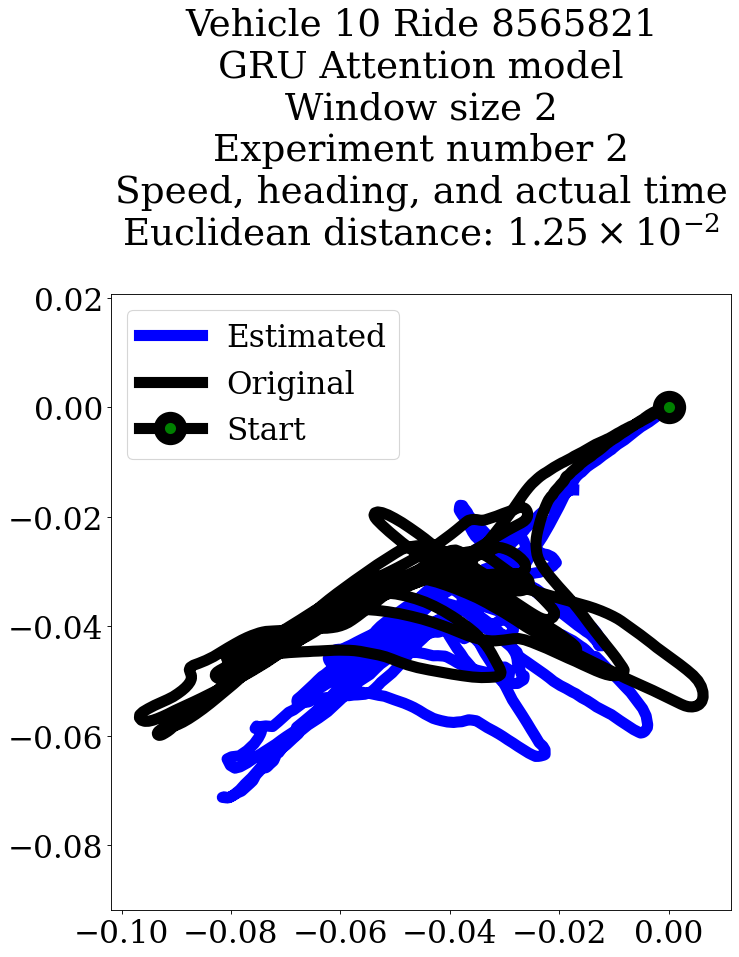 Vehicle 10 Ride 8565821
GRU Attention model
Window size 2
Experiment number 2
Speed, heading, and actual time
Euclidean distance: 1.25 × 10⁻²
0.02
Estimated
Original
Start
0.00
−0.02
−0.04
−0.06
−0.08
−0.10 −0.08 −0.06 −0.04 −0.02 0.00